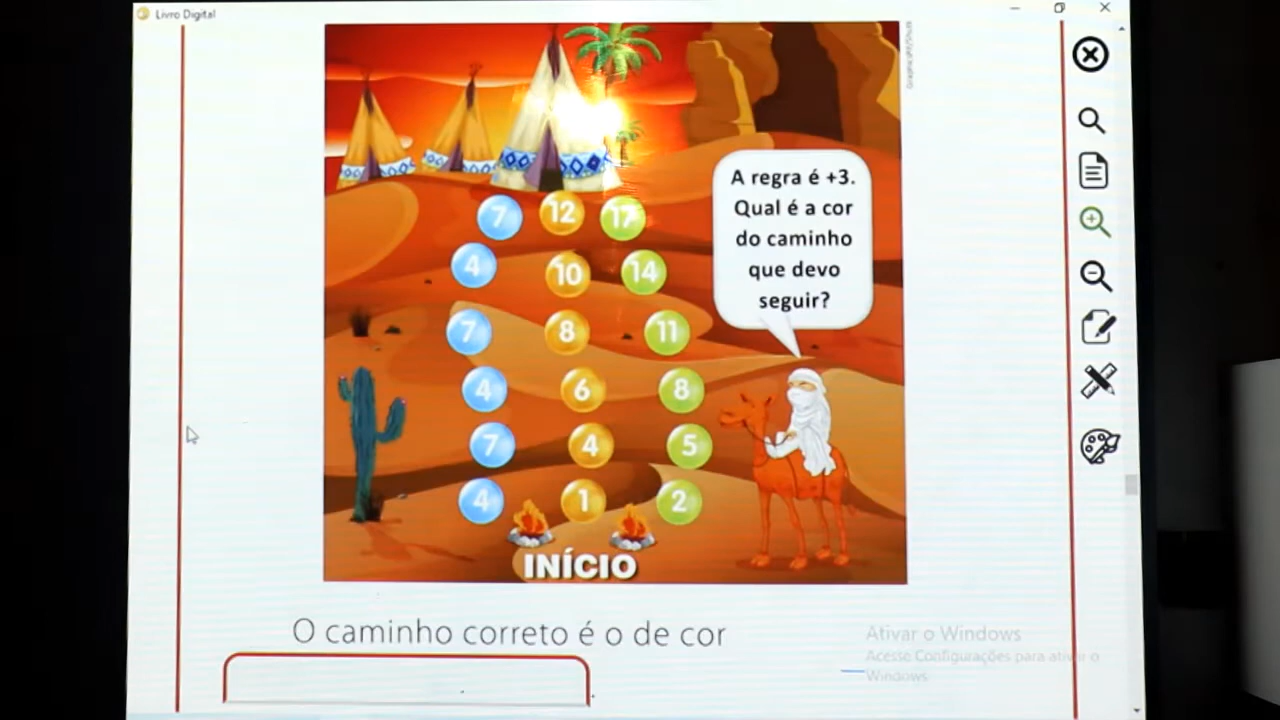 Livro Digital
A regra é +3.
Qual é a cor
do caminho
que devo
seguir?
7 12 17
4 10 14
7 8 11
4 6 8
7 4 5
4 1 2
INÍCIO
O caminho correto é o de cor
Ativar o Windows
Acesse Configurações para ativar o
Windows